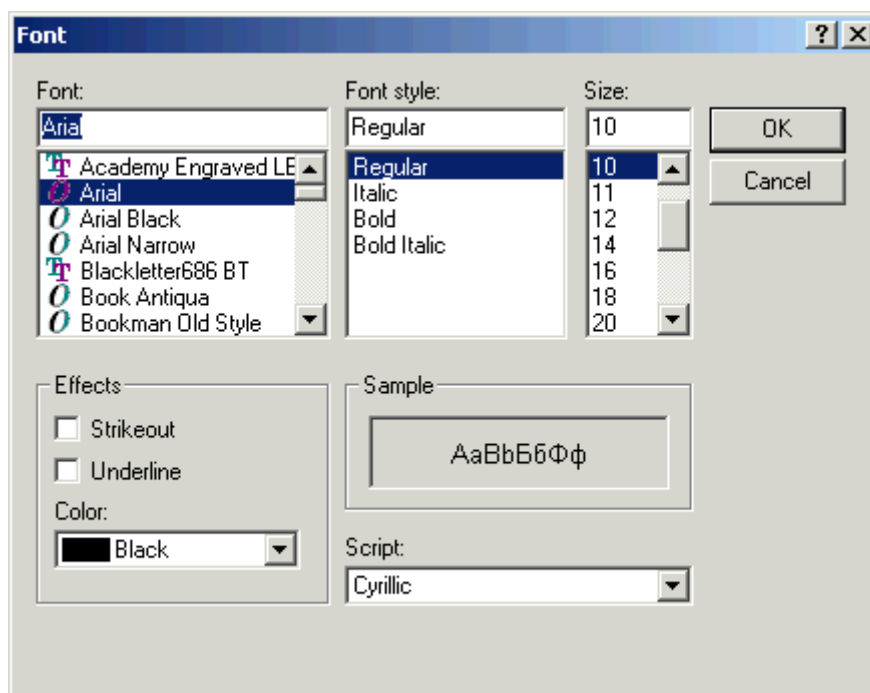 Font
Font:
Arial
Academy Engraved LE
Arial
Arial Black
Arial Narrow
Blackletter686 BT
Book Antiqua
Bookman Old Style
Font style:
Regular
Regular
Italic
Bold
Bold Italic
Size:
10
10
11
12
14
16
18
20
OK
Cancel
Effects
Strikeout
Underline
Color:
Black
Sample
AaBbБбФф
Script:
Cyrillic